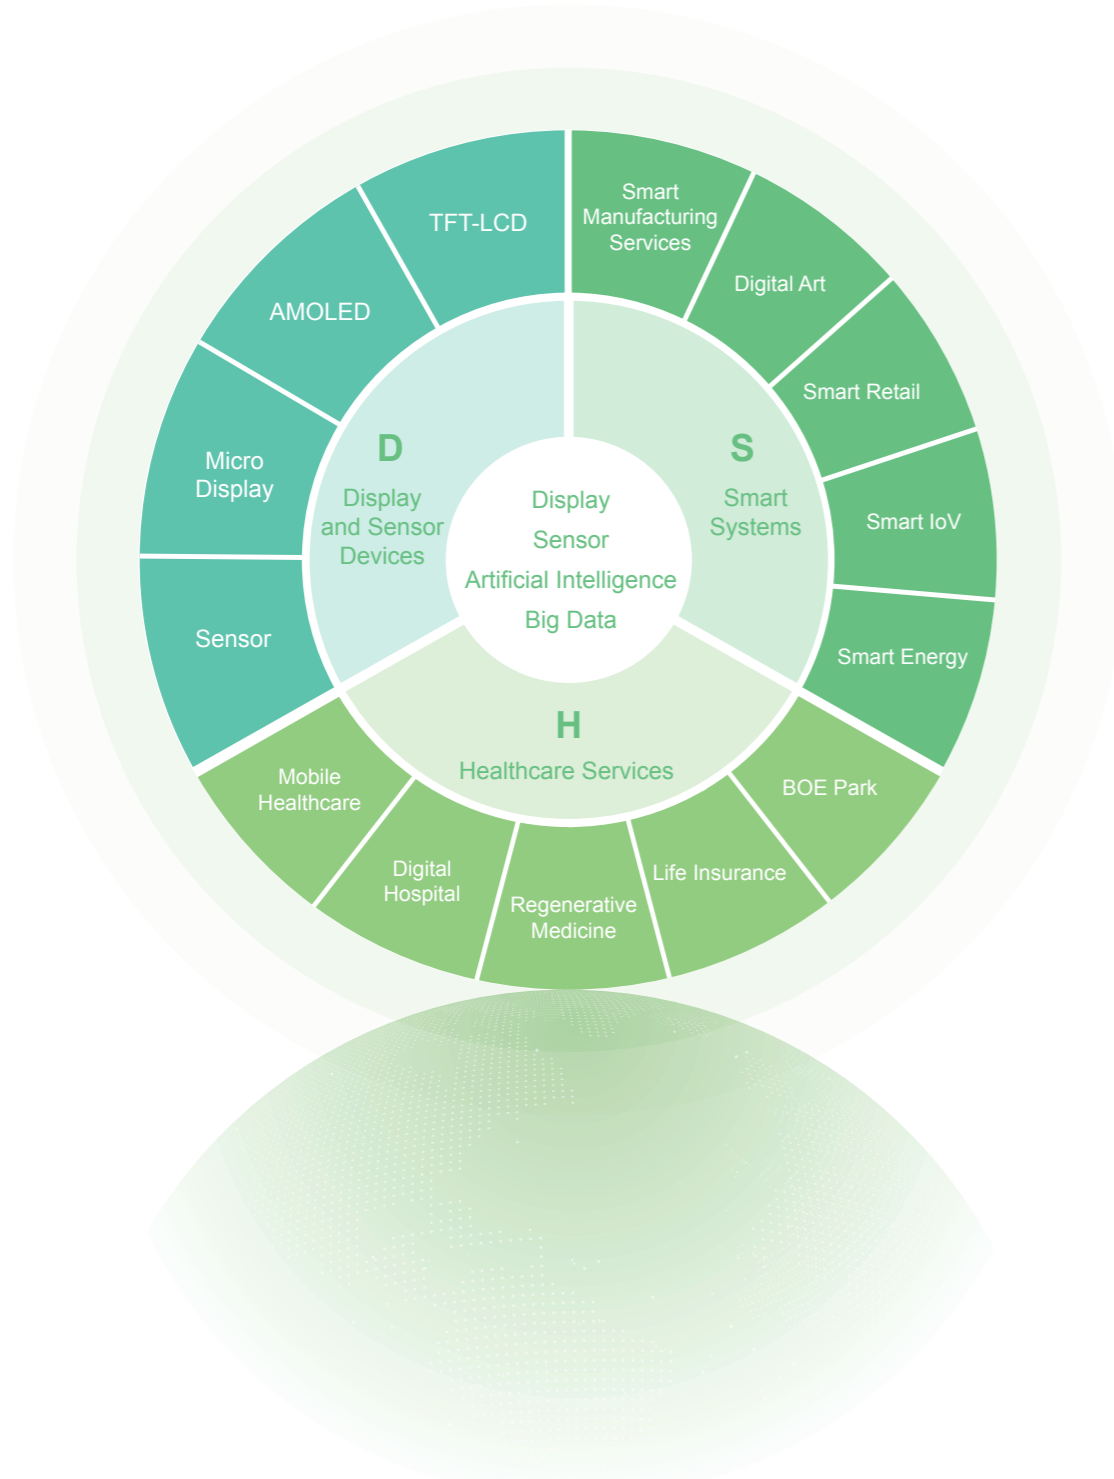 TFT-LCD
AMOLED
Micro
Display
Sensor
Smart
Manufacturing
Services
Digital Art
Smart Retail
Smart IoV
Smart Energy
D
Display
and Sensor
Devices
S
Smart
Systems
Display
Sensor
Artificial Intelligence
Big Data
H
Healthcare Services
Mobile
Healthcare
Digital
Hospital
Regenerative
Medicine
Life Insurance
BOE Park